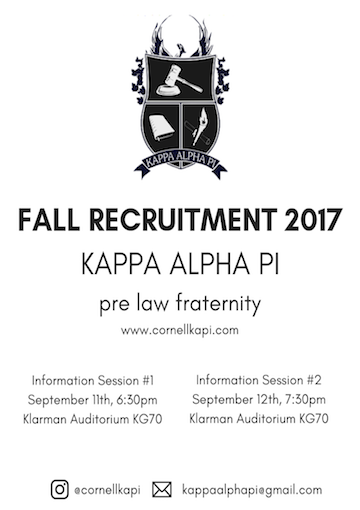 KAPPA ALPHA PI
FALL RECRUITMENT 2017
KAPPA ALPHA PI
pre law fraternity
www.cornellkapi.com
Information Session #1
September 11th, 6:30pm
Klarman Auditorium KG70
Information Session #2
September 12th, 7:30pm
Klarman Auditorium KG70
@cornellkapi
kappaalphapi@gmail.com